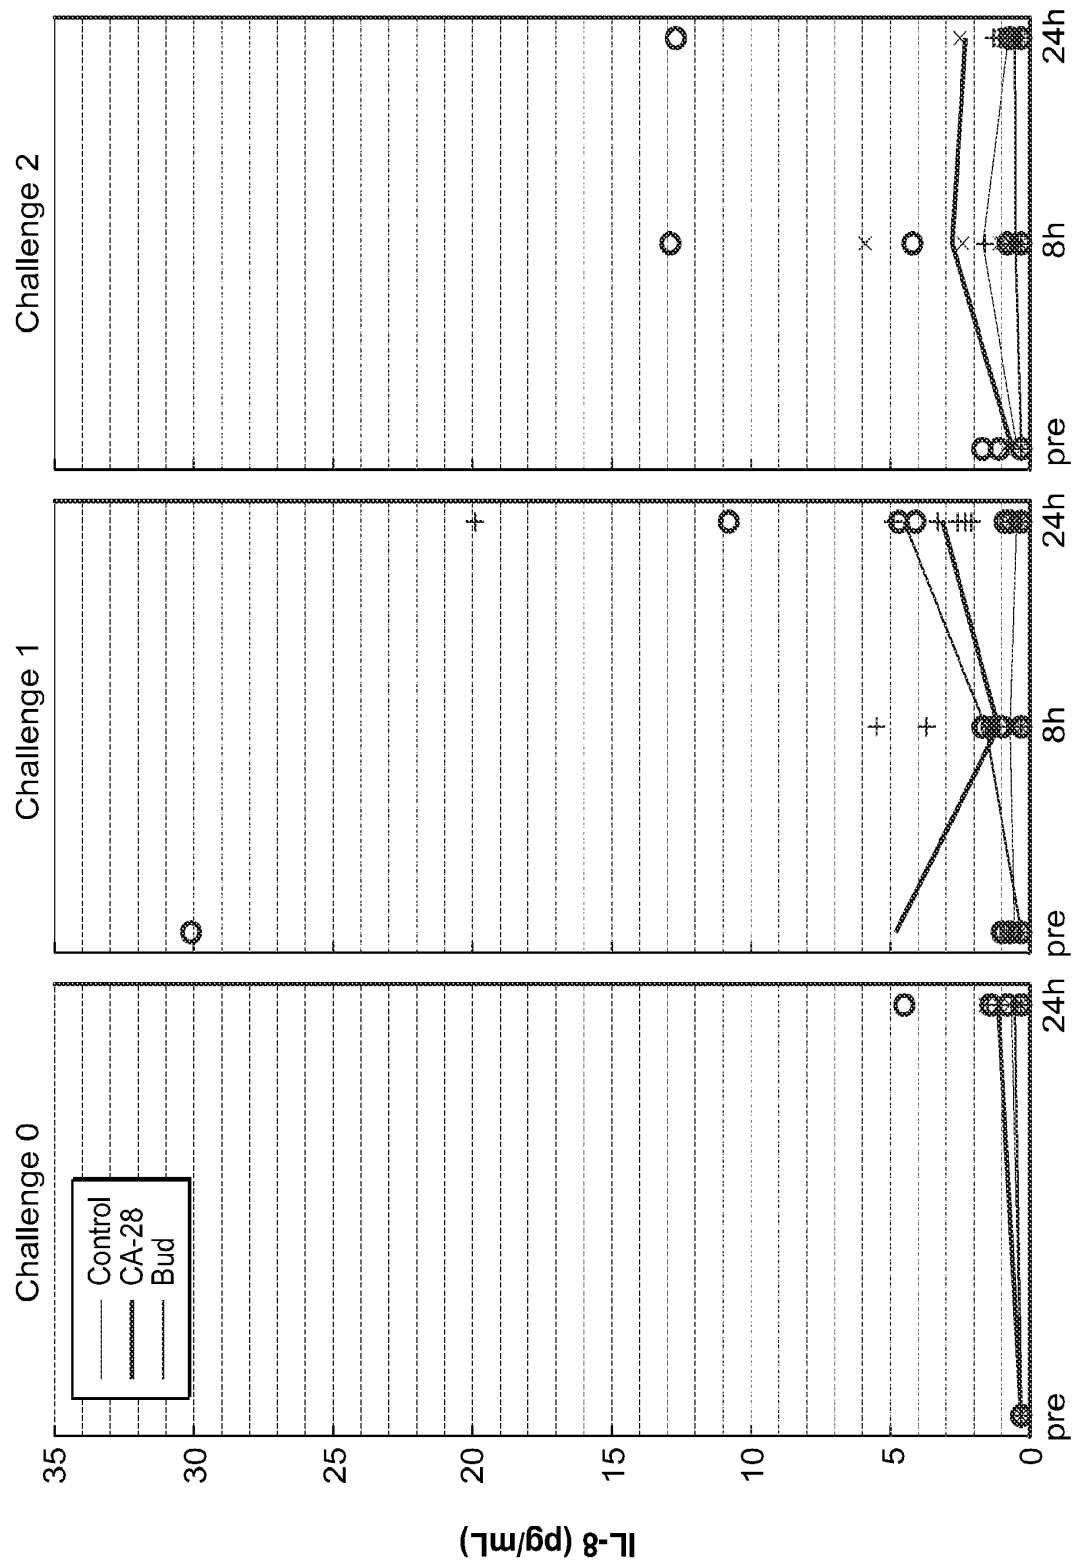 Challenge 0
Challenge 1
Challenge 2
Control
CA-28
Bud
IL-8 (pg/mL)
35
30
25
20
15
10
5
0
pre
24h
pre
8h
24h
pre
8h
24h